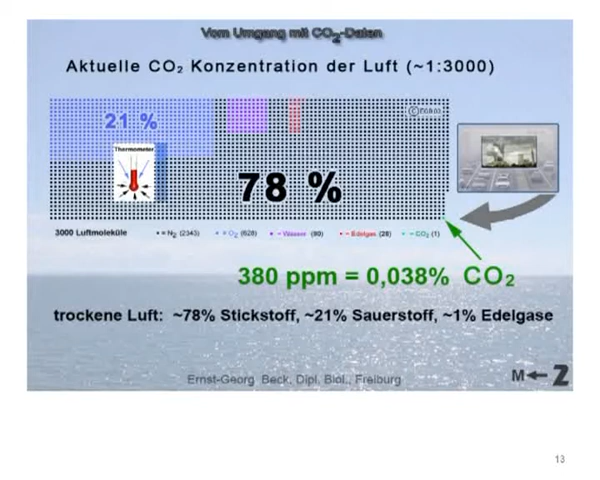 Vom Umgang mit CO2-Daten
Aktuelle CO₂ Konzentration der Luft (~1:3000)
21 %
Thermometer
78 %
3000 Luftmoleküle
= N₂ (2343)
= O₂ (628)
= Wasser (80)
= Edelgas (28)
= CO₂ (1)
380 ppm = 0,038% CO₂
trockene Luft: ~78% Stickstoff, ~21% Sauerstoff, ~1% Edelgase
Ernst-Georg Beck, Dipl. Biol., Freiburg
M ← 2
13